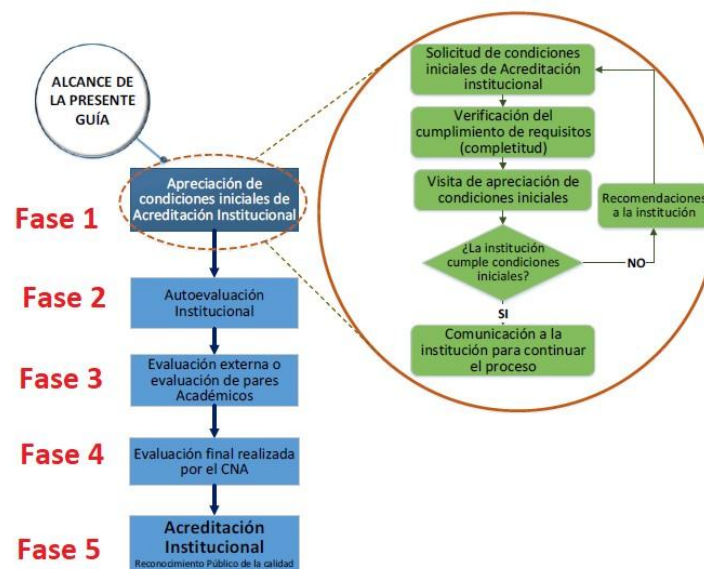 ALCANCE DE
LA PRESENTE
GUÍA
Fase 1
Apreciación de
condiciones iniciales de
Acreditación Institucional
Fase 2
Autoevaluación
Institucional
Fase 3
Evaluación externa o
evaluación de pares
Académicos
Fase 4
Evaluación final realizada
por el CNA
Fase 5
Acreditación
Institucional
Reconocimiento Público de la calidad
Solicitud de condiciones
iniciales de Acreditación
institucional
Verificación del
cumplimiento de requisitos
(completitud)
Visita de apreciación de
condiciones iniciales
¿La institución
cumple condiciones
iniciales?
NO
Recomendaciones
a la institución
SI
Comunicación a la
institución para continuar
el proceso